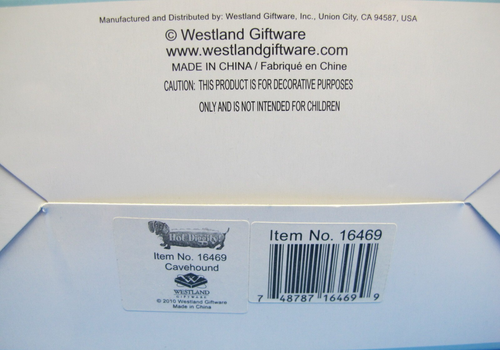 Manufactured and Distributed by: Westland Giftware, Inc., Union City, CA 94587, USA
© Westland Giftware
www.westlandgiftware.com
MADE IN CHINA / Fabriqué en Chine
CAUTION: THIS PRODUCT IS FOR DECORATIVE PURPOSES
ONLY AND IS NOT INTENDED FOR CHILDREN
Hot Diggity
Item No. 16469
Cavehound
WESTLAND
GIFTWARE
© 2010 Westland Giftware
Made in China
Item No. 16469
7 48787 16469 9